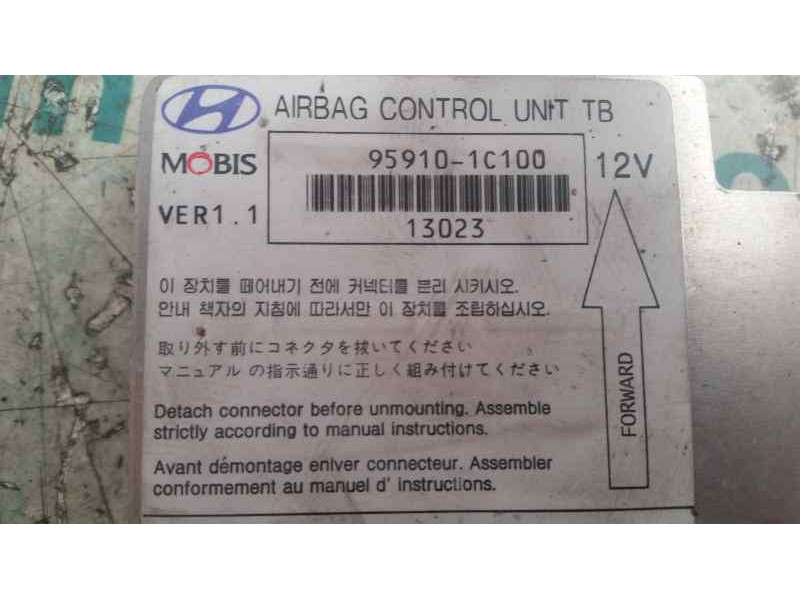 AIRBAG CONTROL UNIT TB
MOBIS
95910-1C100
12V
VER1.1
13023
이 장치를 떼어내기 전에 커넥터를 분리 시키시오.
안내 책자의 지침에 따라서만 이 장치를 조립하십시오.
取り外す前にコネクタを抜いてください
マニュアル の指示通りに正しく組み付けてください
FORWARD
Detach connector before unmounting. Assemble
strictly according to manual instructions.
Avant démontage enlver connecteur. Assembler
conformement au manuel d' instructions.